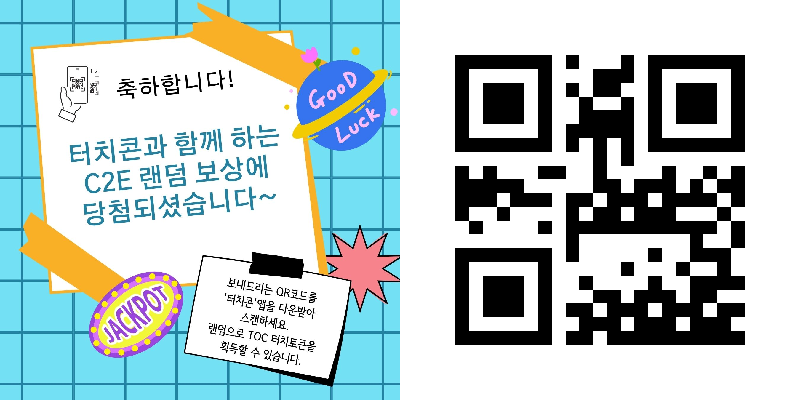 축하합니다!
GOOD
Luck
터치콘과 함께 하는
C2E 랜덤 보상에
당첨되셨습니다~
JACKPOT
보내드리는 QR코드를
'터치콘'앱을 다운받아
스캔하세요.
랜덤으로 TOC 터치토큰을
획득할 수 있습니다.